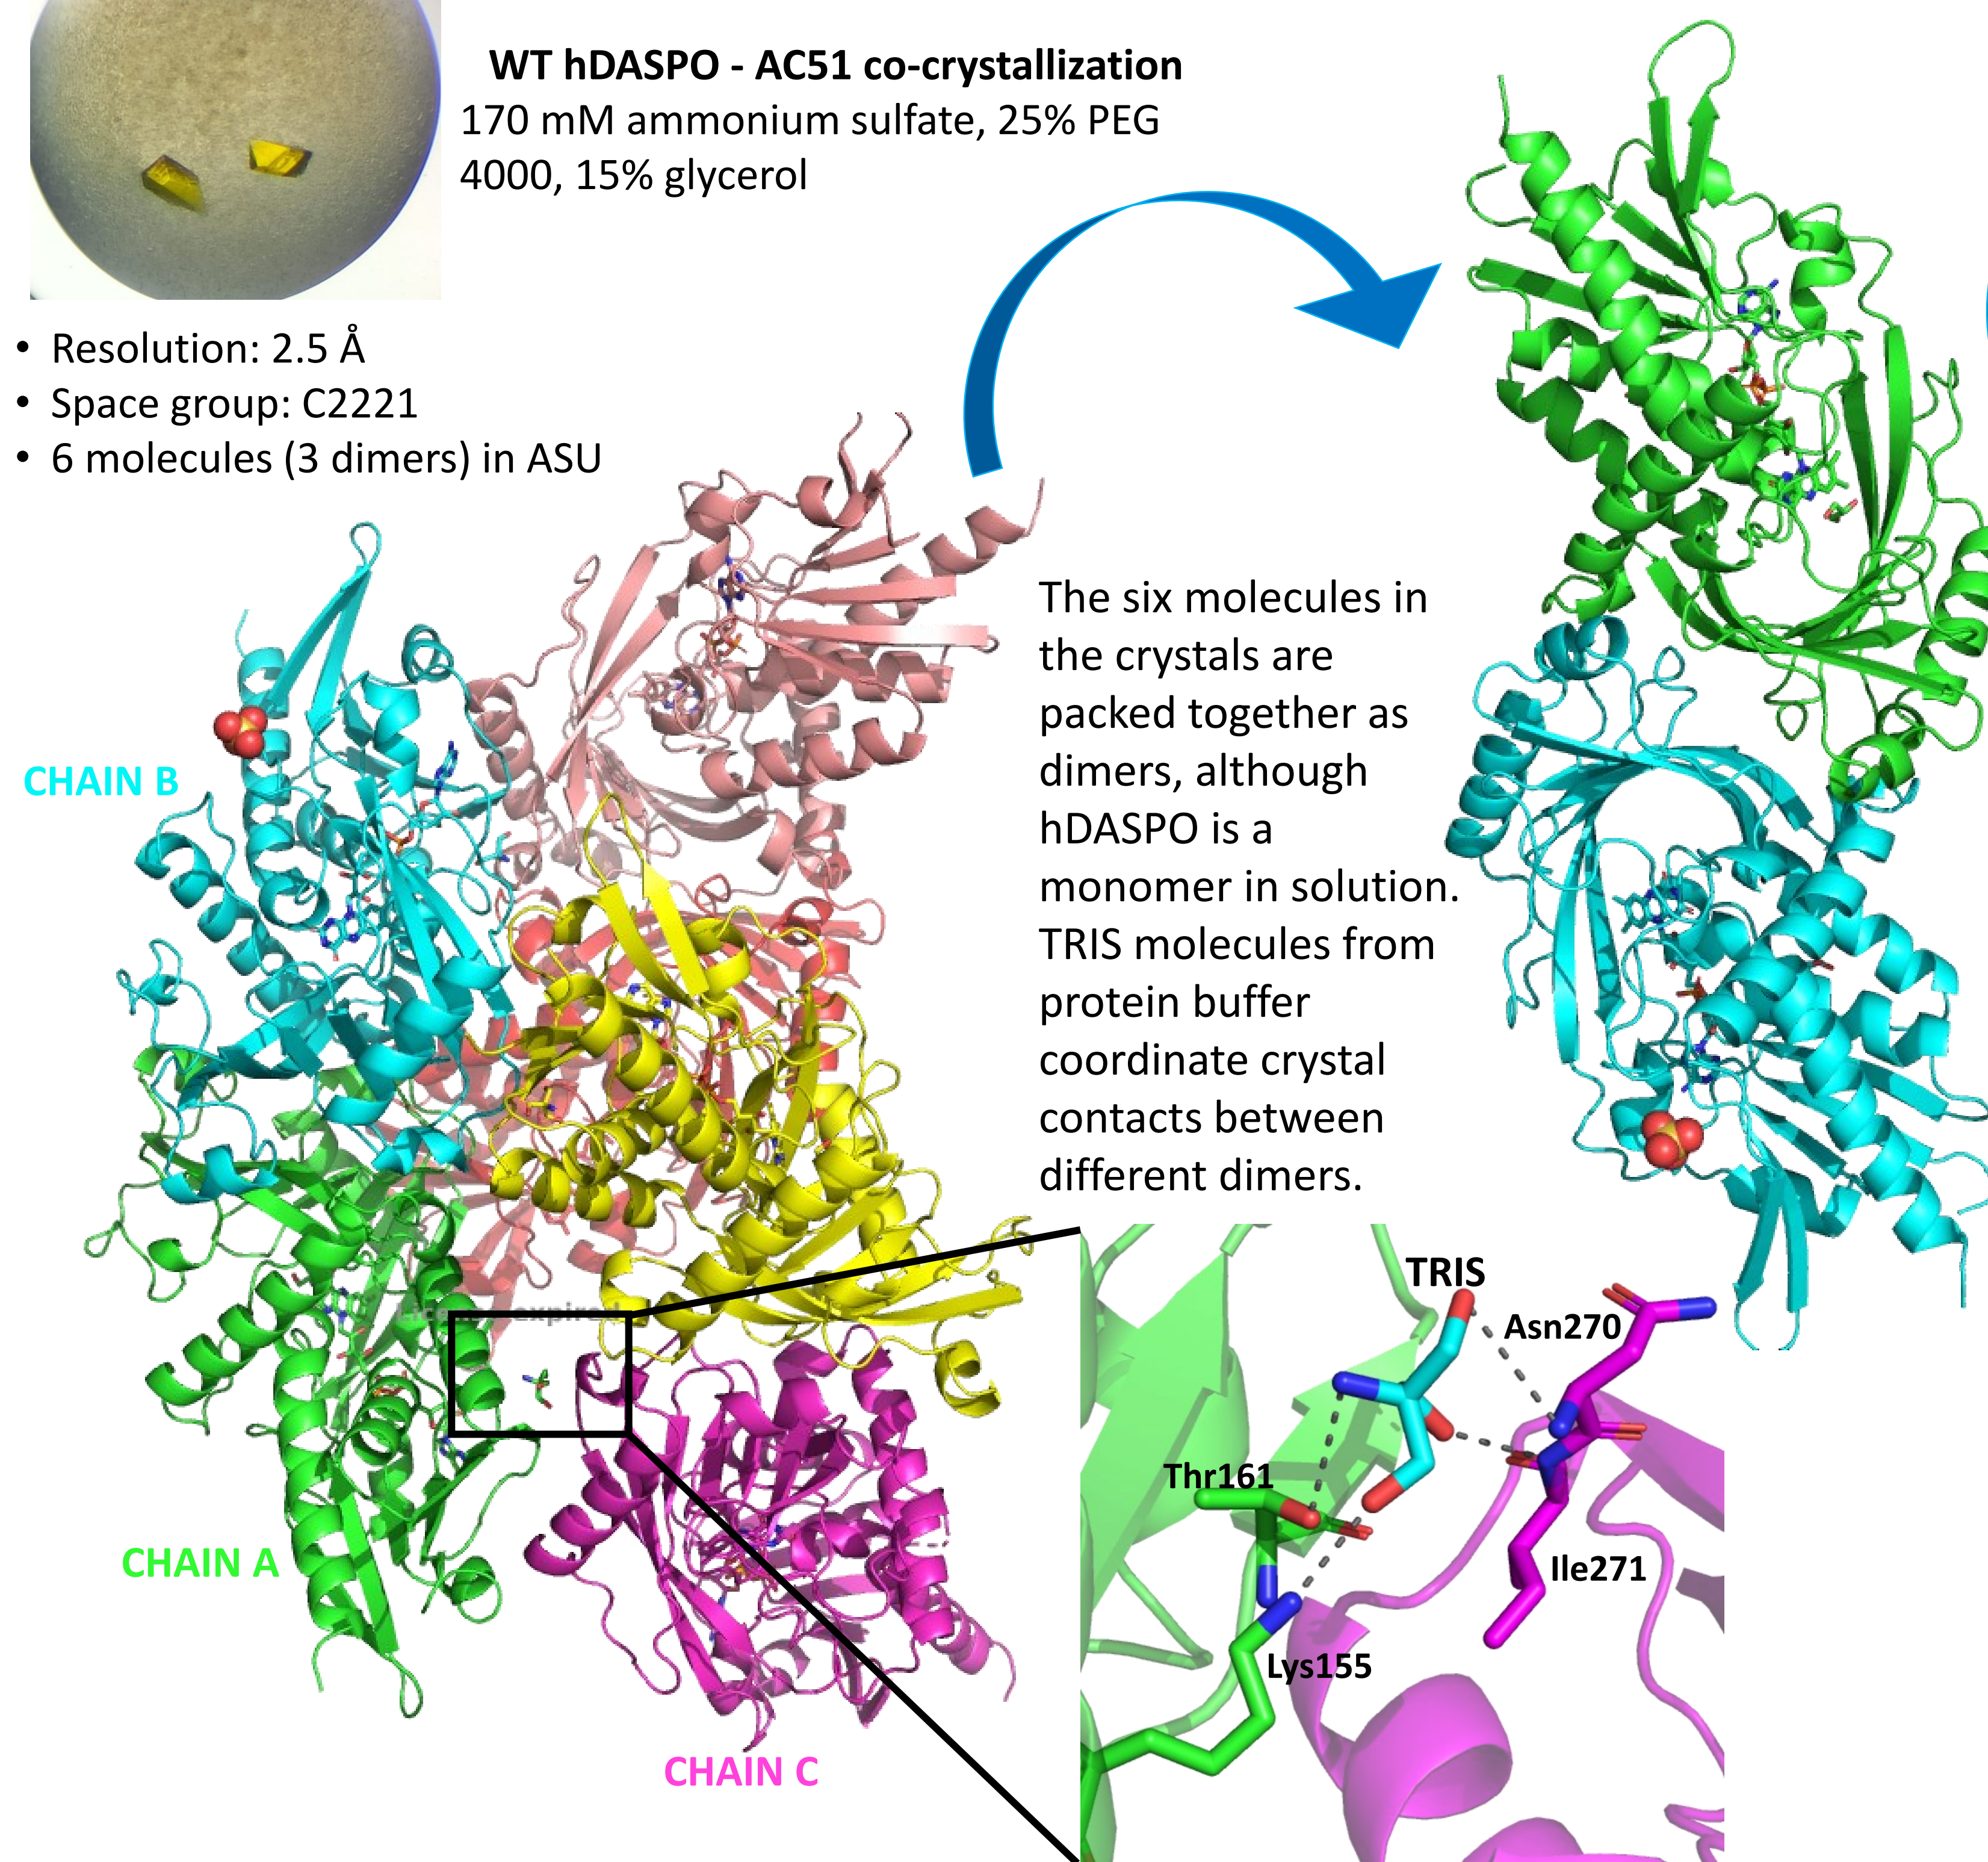 WT hDASPO - AC51 co-crystallization
170 mM ammonium sulfate, 25% PEG
4000, 15% glycerol
• Resolution: 2.5 Å
• Space group: C2221
• 6 molecules (3 dimers) in ASU
The six molecules in
the crystals are
packed together as
dimers, although
hDASPO is a
monomer in solution.
TRIS molecules from
protein buffer
coordinate crystal
contacts between
different dimers.
CHAIN B
CHAIN A
CHAIN C
expired
TRIS
Asn270
Thr161
Ile271
Lys155